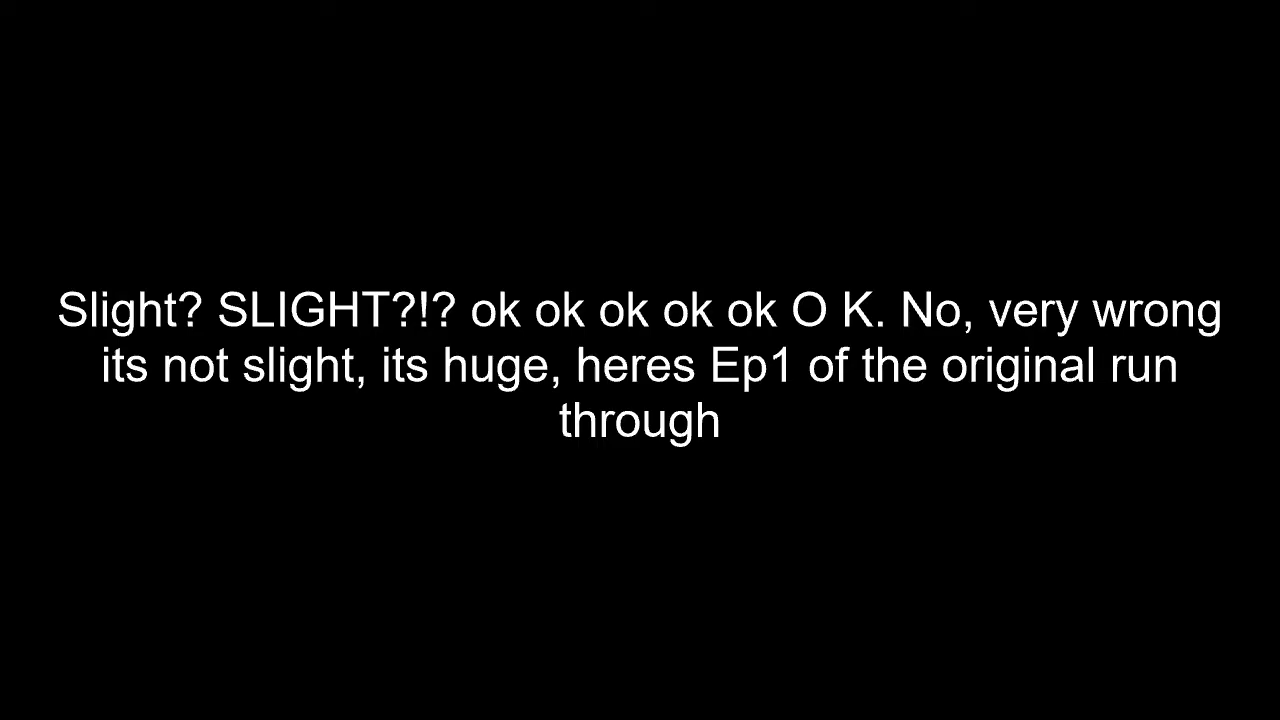 Slight? SLIGHT?!? ok ok ok ok ok O K. No, very wrong
its not slight, its huge, heres Ep1 of the original run
through